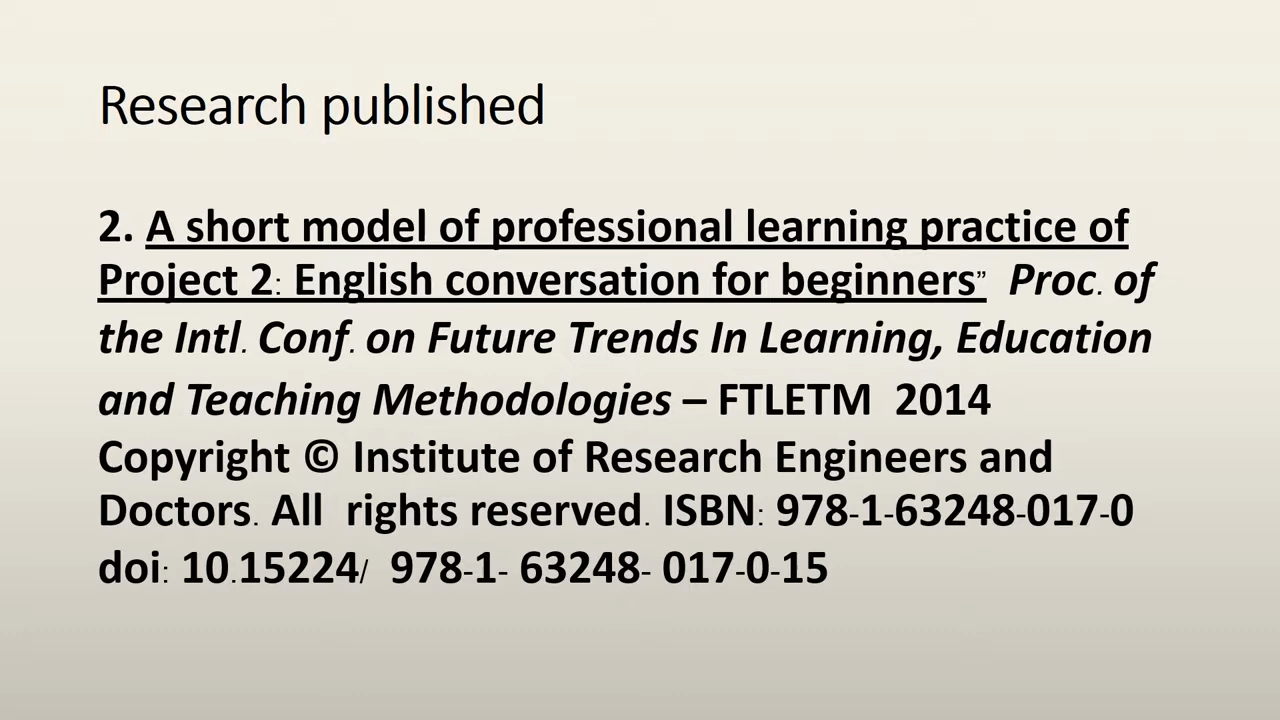 Research published
2. A short model of professional learning practice of
Project 2: English conversation for beginners” Proc. of
the Intl. Conf. on Future Trends In Learning, Education
and Teaching Methodologies – FTLETM 2014
Copyright © Institute of Research Engineers and
Doctors. All rights reserved. ISBN: 978-1-63248-017-0
doi: 10.15224/ 978-1- 63248- 017-0-15